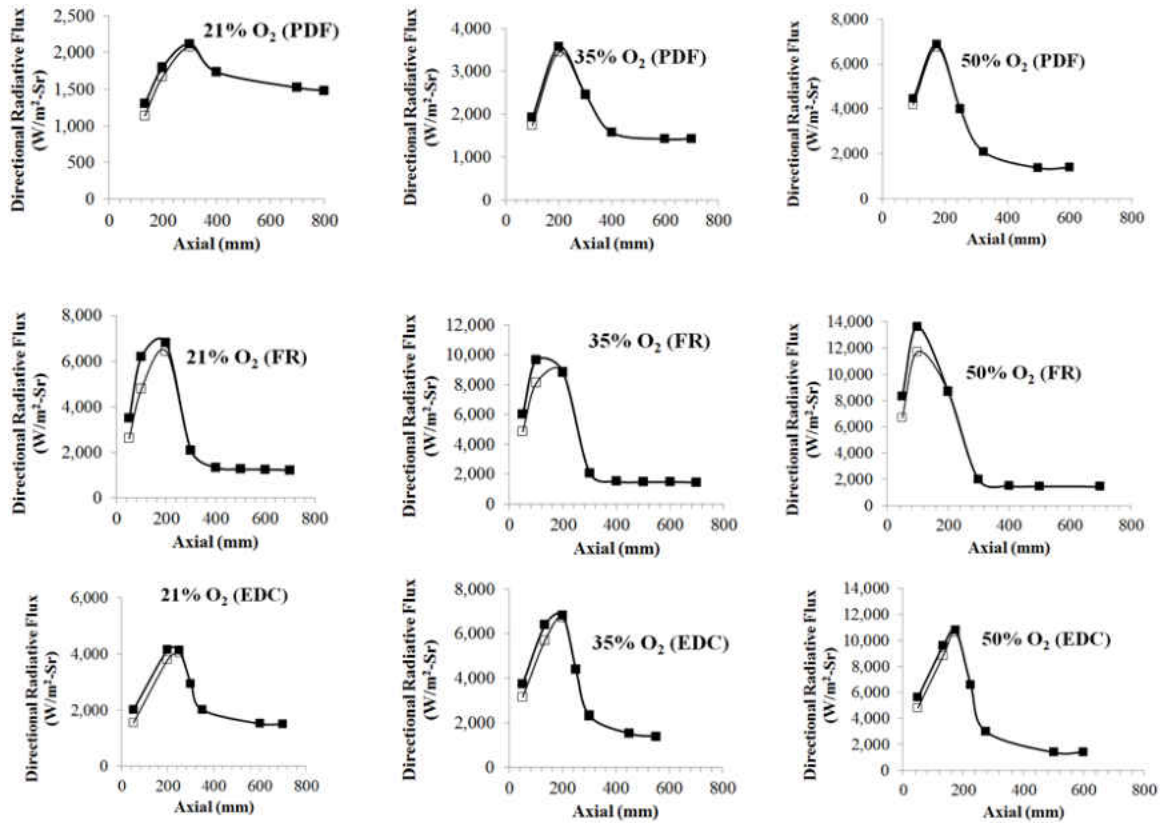 Directional Radiative Flux
(W/m²-Sr)
2,500
2,000
1,500
1,000
500
0
0 200 400 600 800
Axial (mm)
21% O₂ (PDF)
Directional Radiative Flux
(W/m²-Sr)
4,000
3,000
2,000
1,000
0
0 200 400 600 800
Axial (mm)
35% O₂ (PDF)
Directional Radiative Flux
(W/m²-Sr)
8,000
6,000
4,000
2,000
0
0 200 400 600 800
Axial (mm)
50% O₂ (PDF)
Directional Radiative Flux
(W/m²-Sr)
8,000
6,000
4,000
2,000
0
0 200 400 600 800
Axial (mm)
21% O₂ (FR)
Directional Radiative Flux
(W/m²-Sr)
12,000
10,000
8,000
6,000
4,000
2,000
0
0 200 400 600 800
Axial (mm)
35% O₂ (FR)
Directional Radiative Flux
(W/m²-Sr)
14,000
12,000
10,000
8,000
6,000
4,000
2,000
0
0 200 400 600 800
Axial (mm)
50% O₂ (FR)
Directional Radiative Flux
(W/m²-Sr)
6,000
4,000
2,000
0
0 200 400 600 800
Axial (mm)
21% O₂ (EDC)
Directional Radiative Flux
(W/m²-Sr)
8,000
6,000
4,000
2,000
0
0 200 400 600 800
Axial (mm)
35% O₂ (EDC)
Directional Radiative Flux
(W/m²-Sr)
14,000
12,000
10,000
8,000
6,000
4,000
2,000
0
0 200 400 600 800
Axial (mm)
50% O₂ (EDC)